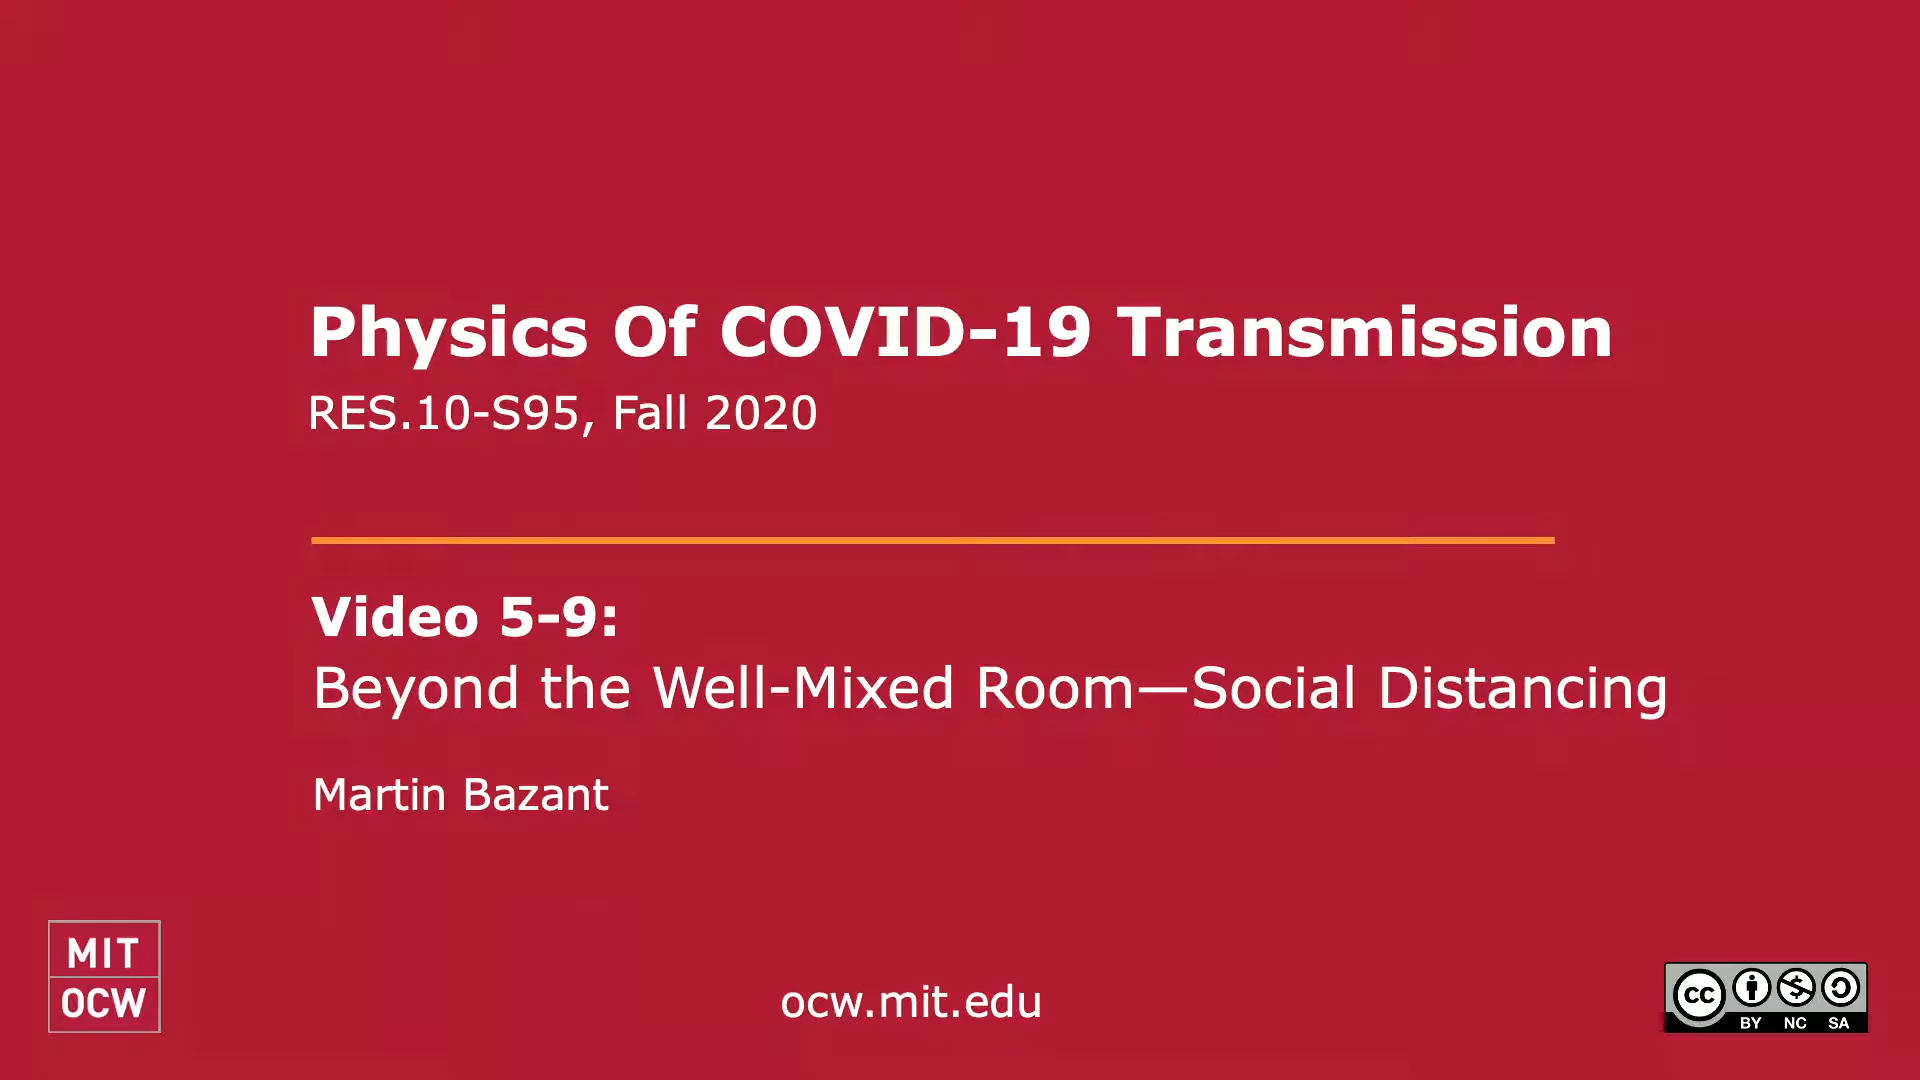 Physics Of COVID-19 Transmission
RES.10-S95, Fall 2020
Video 5-9:
Beyond the Well-Mixed Room—Social Distancing
Martin Bazant
MIT
OCW
ocw.mit.edu
cc
BY NC SA